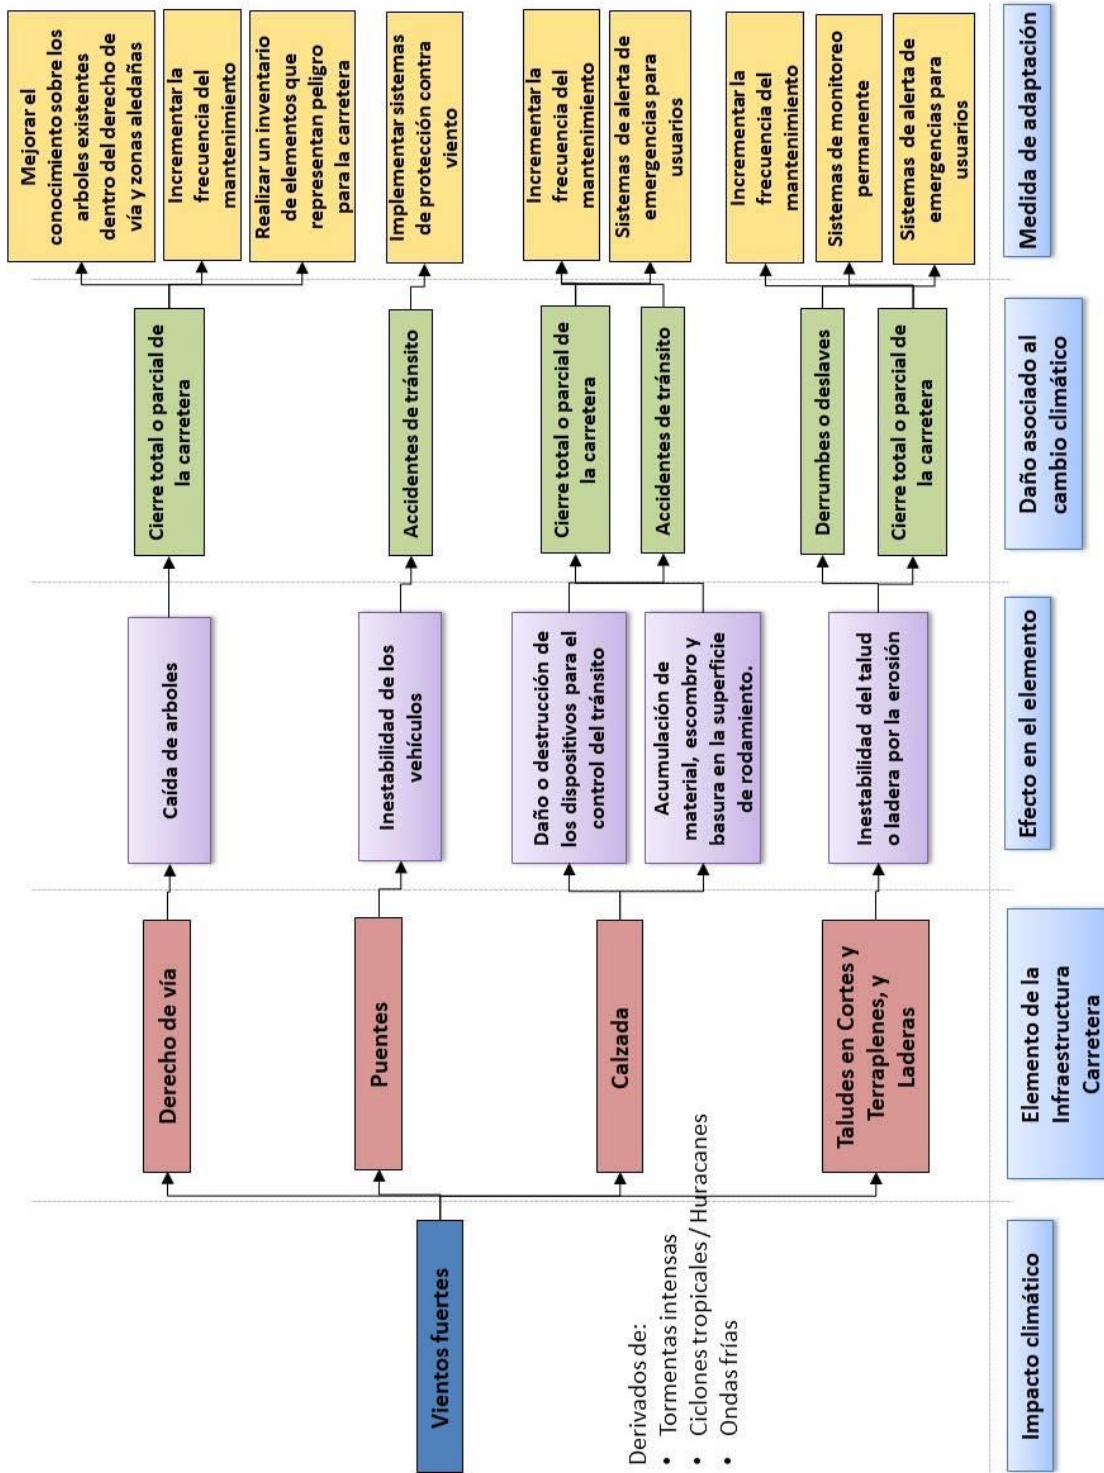 Vientos fuertes
Derivados de:
• Tormentas intensas
• Ciclones tropicales / Huracanes
• Ondas frías
Impacto climático
Derecho de vía
Puentes
Calzada
Taludes en Cortes y
Terraplenes, y
Laderas
Elemento de la
Infraestructura
Carretera
Caída de arboles
Inestabilidad de los
vehículos
Daño o destrucción de
los dispositivos para el
control del tránsito
Acumulación de
material, escombro y
basura en la superficie
de rodamiento.
Inestabilidad del talud
o ladera por la erosión
Efecto en el elemento
Cierre total o parcial de
la carretera
Accidentes de tránsito
Cierre total o parcial de
la carretera
Accidentes de tránsito
Derrumbes o deslaves
Cierre total o parcial de
la carretera
Daño asociado al
cambio climático
Mejorar el
conocimiento sobre los
arboles existentes
dentro del derecho de
vía y zonas aledañas
Incrementar la
frecuencia del
mantenimiento
Realizar un inventario
de elementos que
representan peligro
para la carretera
Implementar sistemas
de protección contra
viento
Incrementar la
frecuencia del
mantenimiento
Sistemas de alerta de
emergencias para
usuarios
Incrementar la
frecuencia del
mantenimiento
Sistemas de monitoreo
permanente
Sistemas de alerta de
emergencias para
usuarios
Medida de adaptación